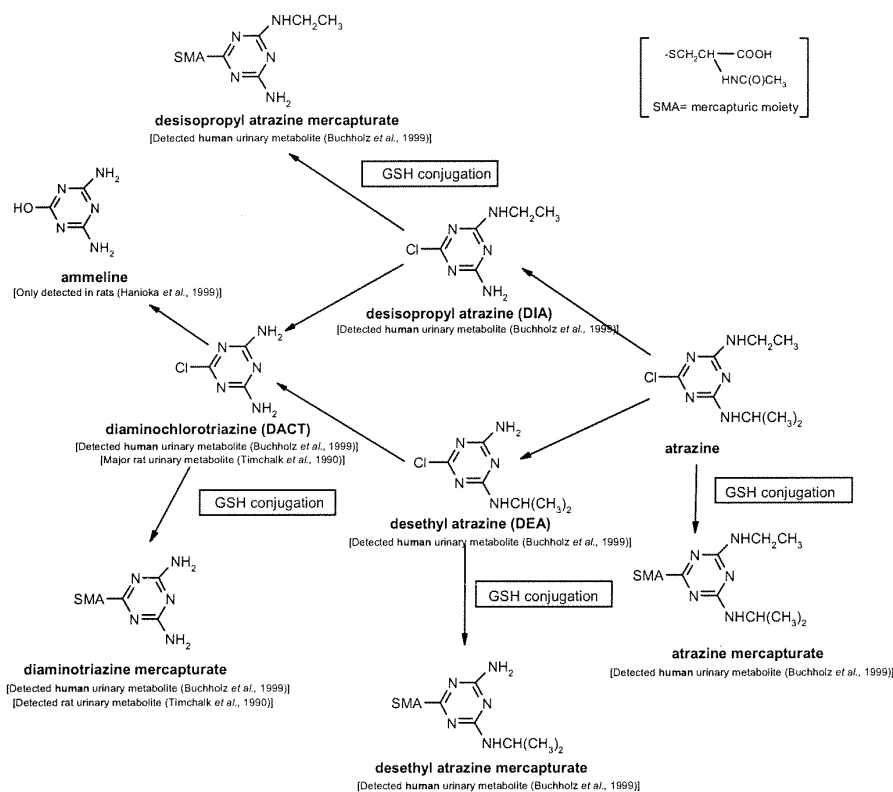 NHCH2CH3
N
N
SMA
N
NH2
desisopropyl atrazine mercapturate
[Detected human urinary metabolite (Buchholz et al., 1999)]
-SCH2CH
COOH
HNC(O)CH3
SMA= mercapturic moiety
GSH conjugation
NH2
N
N
HO
N
NH2
ammeline
[Only detected in rats (Hanioka et al., 1999)]
NHCH2CH3
N
N
Cl
N
NH2
desisopropyl atrazine (DIA)
[Detected human urinary metabolite (Buchholz et al., 1999)]
NH2
N
N
Cl
N
NH2
diaminochlorotriazine (DACT)
[Detected human urinary metabolite (Buchholz et al., 1999)]
[Major rat urinary metabolite (Timchalk et al., 1990)]
NHCH2CH3
N
N
Cl
N
NHCH(CH3)2
atrazine
NH2
N
N
Cl
N
NHCH(CH3)2
desethyl atrazine (DEA)
[Detected human urinary metabolite (Buchholz et al., 1999)]
GSH conjugation
GSH conjugation
GSH conjugation
NH2
N
N
SMA
N
NH2
diaminotriazine mercapturate
[Detected human urinary metabolite (Buchholz et al., 1999)]
[Detected rat urinary metabolite (Timchalk et al., 1990)]
NHCH2CH3
N
N
SMA
N
NHCH(CH3)2
atrazine mercapturate
[Detected human urinary metabolite (Buchholz et al., 1999)]
NH2
N
N
SMA
N
NHCH(CH3)2
desethyl atrazine mercapturate
[Detected human urinary metabolite (Buchholz et al., 1999)]